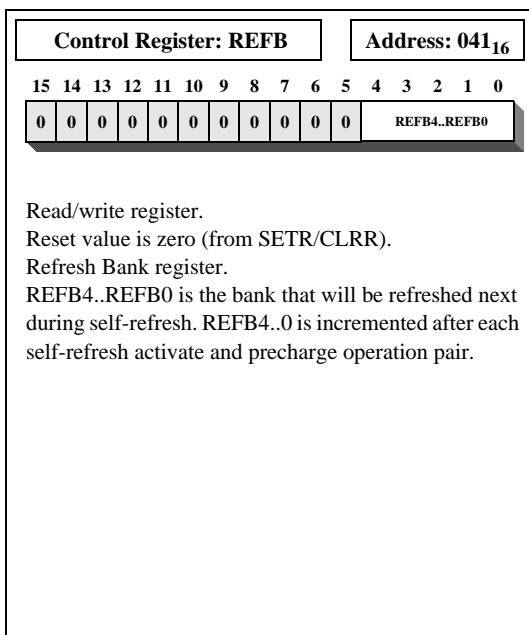 Control Register: REFB Address: 041₁₆
15 14 13 12 11 10 9 8 7 6 5 4 3 2 1 0
0 0 0 0 0 0 0 0 0 0 0 REFB4..REFB0
Read/write register.
Reset value is zero (from SETR/CLRR).
Refresh Bank register.
REFB4..REFB0 is the bank that will be refreshed next
during self-refresh. REFB4..0 is incremented after each
self-refresh activate and precharge operation pair.